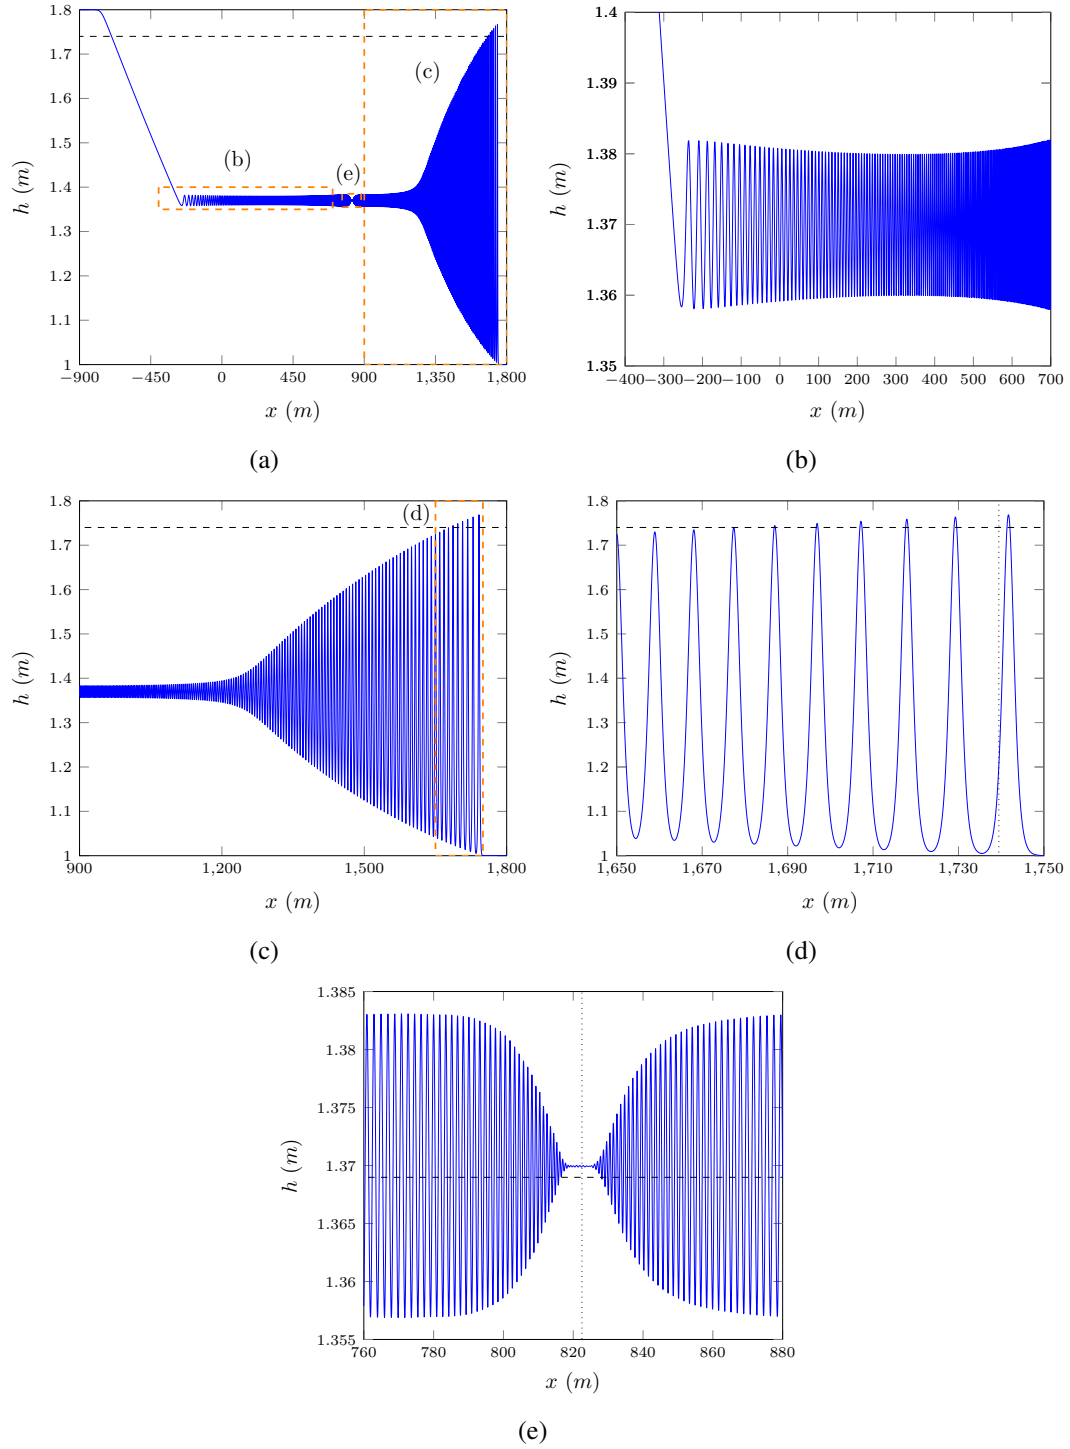 1.8
1.7
1.6
1.5
1.4
1.3
1.2
1.1
1
−900 −450 0 450 900 1,350 1,800
h (m)
x (m)
(b)
(e)
(c)
(a)
1.4
1.39
1.38
1.37
1.36
1.35
−400 −300 −200 −100 0 100 200 300 400 500 600 700
h (m)
x (m)
(b)
1.8
1.7
1.6
1.5
1.4
1.3
1.2
1.1
1
900 1,200 1,500 1,800
h (m)
x (m)
(d)
(c)
1.8
1.7
1.6
1.5
1.4
1.3
1.2
1.1
1
1,650 1,670 1,690 1,710 1,730 1,750
h (m)
x (m)
(d)
1.385
1.38
1.375
1.37
1.365
1.36
1.355
760 780 800 820 840 860 880
h (m)
x (m)
(e)